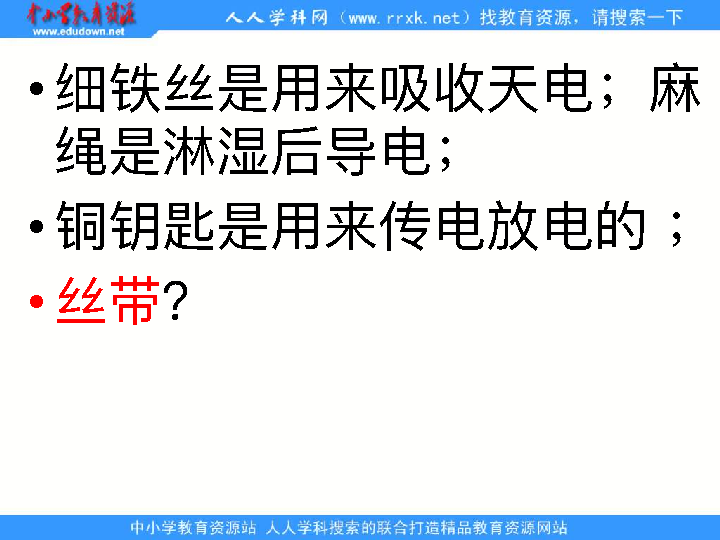 中小学教育资源
www.edudown.net
人人学科网（www.rrxk.net）找教育资源，请搜索一下
•细铁丝是用来吸收天电；麻
绳是淋湿后导电；
•铜钥匙是用来传电放电的；
•丝带？
中小学教育资源站 人人学科搜索的联合打造精品教育资源网站